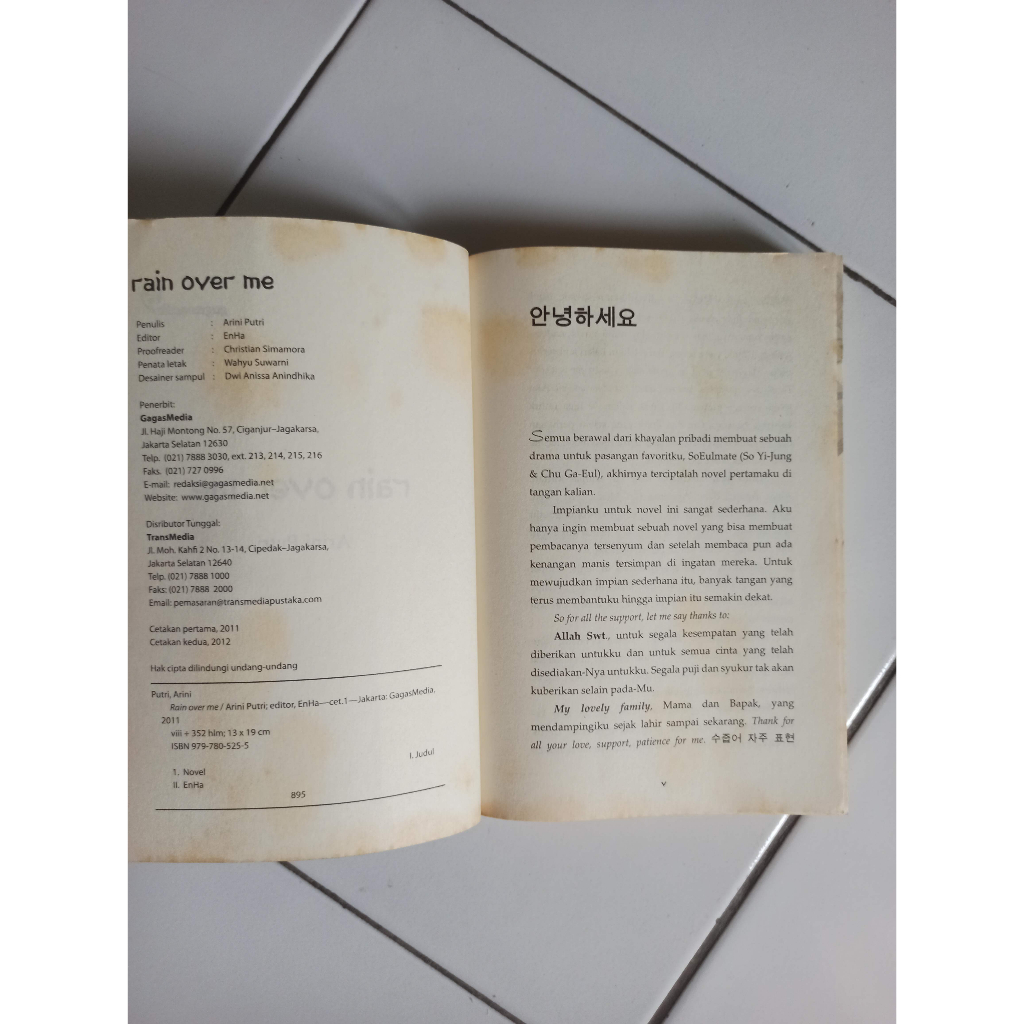 rain over me
Penulis : Arini Putri
Editor : EnHa
Proofreader : Christian Simamora
Penata letak : Wahyu Suwarni
Desainer sampul : Dwi Anissa Anindhika
Penerbit:
GagasMedia
Jl. Haji Montong No. 57, Ciganjur–Jagakarsa,
Jakarta Selatan 12630
Telp. (021) 7888 3030, ext. 213, 214, 215, 216
Faks. (021) 727 0996
E-mail: redaksi@gagasmedia.net
Website: www.gagasmedia.net
Disributor Tunggal:
TransMedia
Jl. Moh. Kahfi 2 No. 13-14, Cipedak–Jagakarsa,
Jakarta Selatan 12640
Telp. (021) 7888 1000
Faks: (021) 7888 2000
Email: pemasaran@transmediapustaka.com
Cetakan pertama, 2011
Cetakan kedua, 2012
Hak cipta dilindungi undang-undang
Putri, Arini
Rain over me / Arini Putri; editor, EnHa—cet.1—Jakarta: GagasMedia,
2011
viii + 352 hlm; 13 x 19 cm
ISBN 979-780-525-5
I. Judul
1. Novel
II. EnHa
895
안녕하세요
Semua berawal dari khayalan pribadi membuat sebuah
drama untuk pasangan favoritku, SoEulmate (So Yi-Jung
& Chu Ga-Eul), akhirnya terciptalah novel pertamaku di
tangan kalian.
Impianku untuk novel ini sangat sederhana. Aku
hanya ingin membuat sebuah novel yang bisa membuat
pembacanya tersenyum dan setelah membaca pun ada
kenangan manis tersimpan di ingatan mereka. Untuk
mewujudkan impian sederhana itu, banyak tangan yang
terus membantuku hingga impian itu semakin dekat.
So for all the support, let me say thanks to:
Allah Swt., untuk segala kesempatan yang telah
diberikan untukku dan untuk semua cinta yang telah
disediakan-Nya untukku. Segala puji dan syukur tak akan
kuberikan selain pada-Mu.
My lovely family, Mama dan Bapak, yang
mendampingiku sejak lahir sampai sekarang. Thank for
all your love, support, patience for me. 수줍어 자주 표현
v